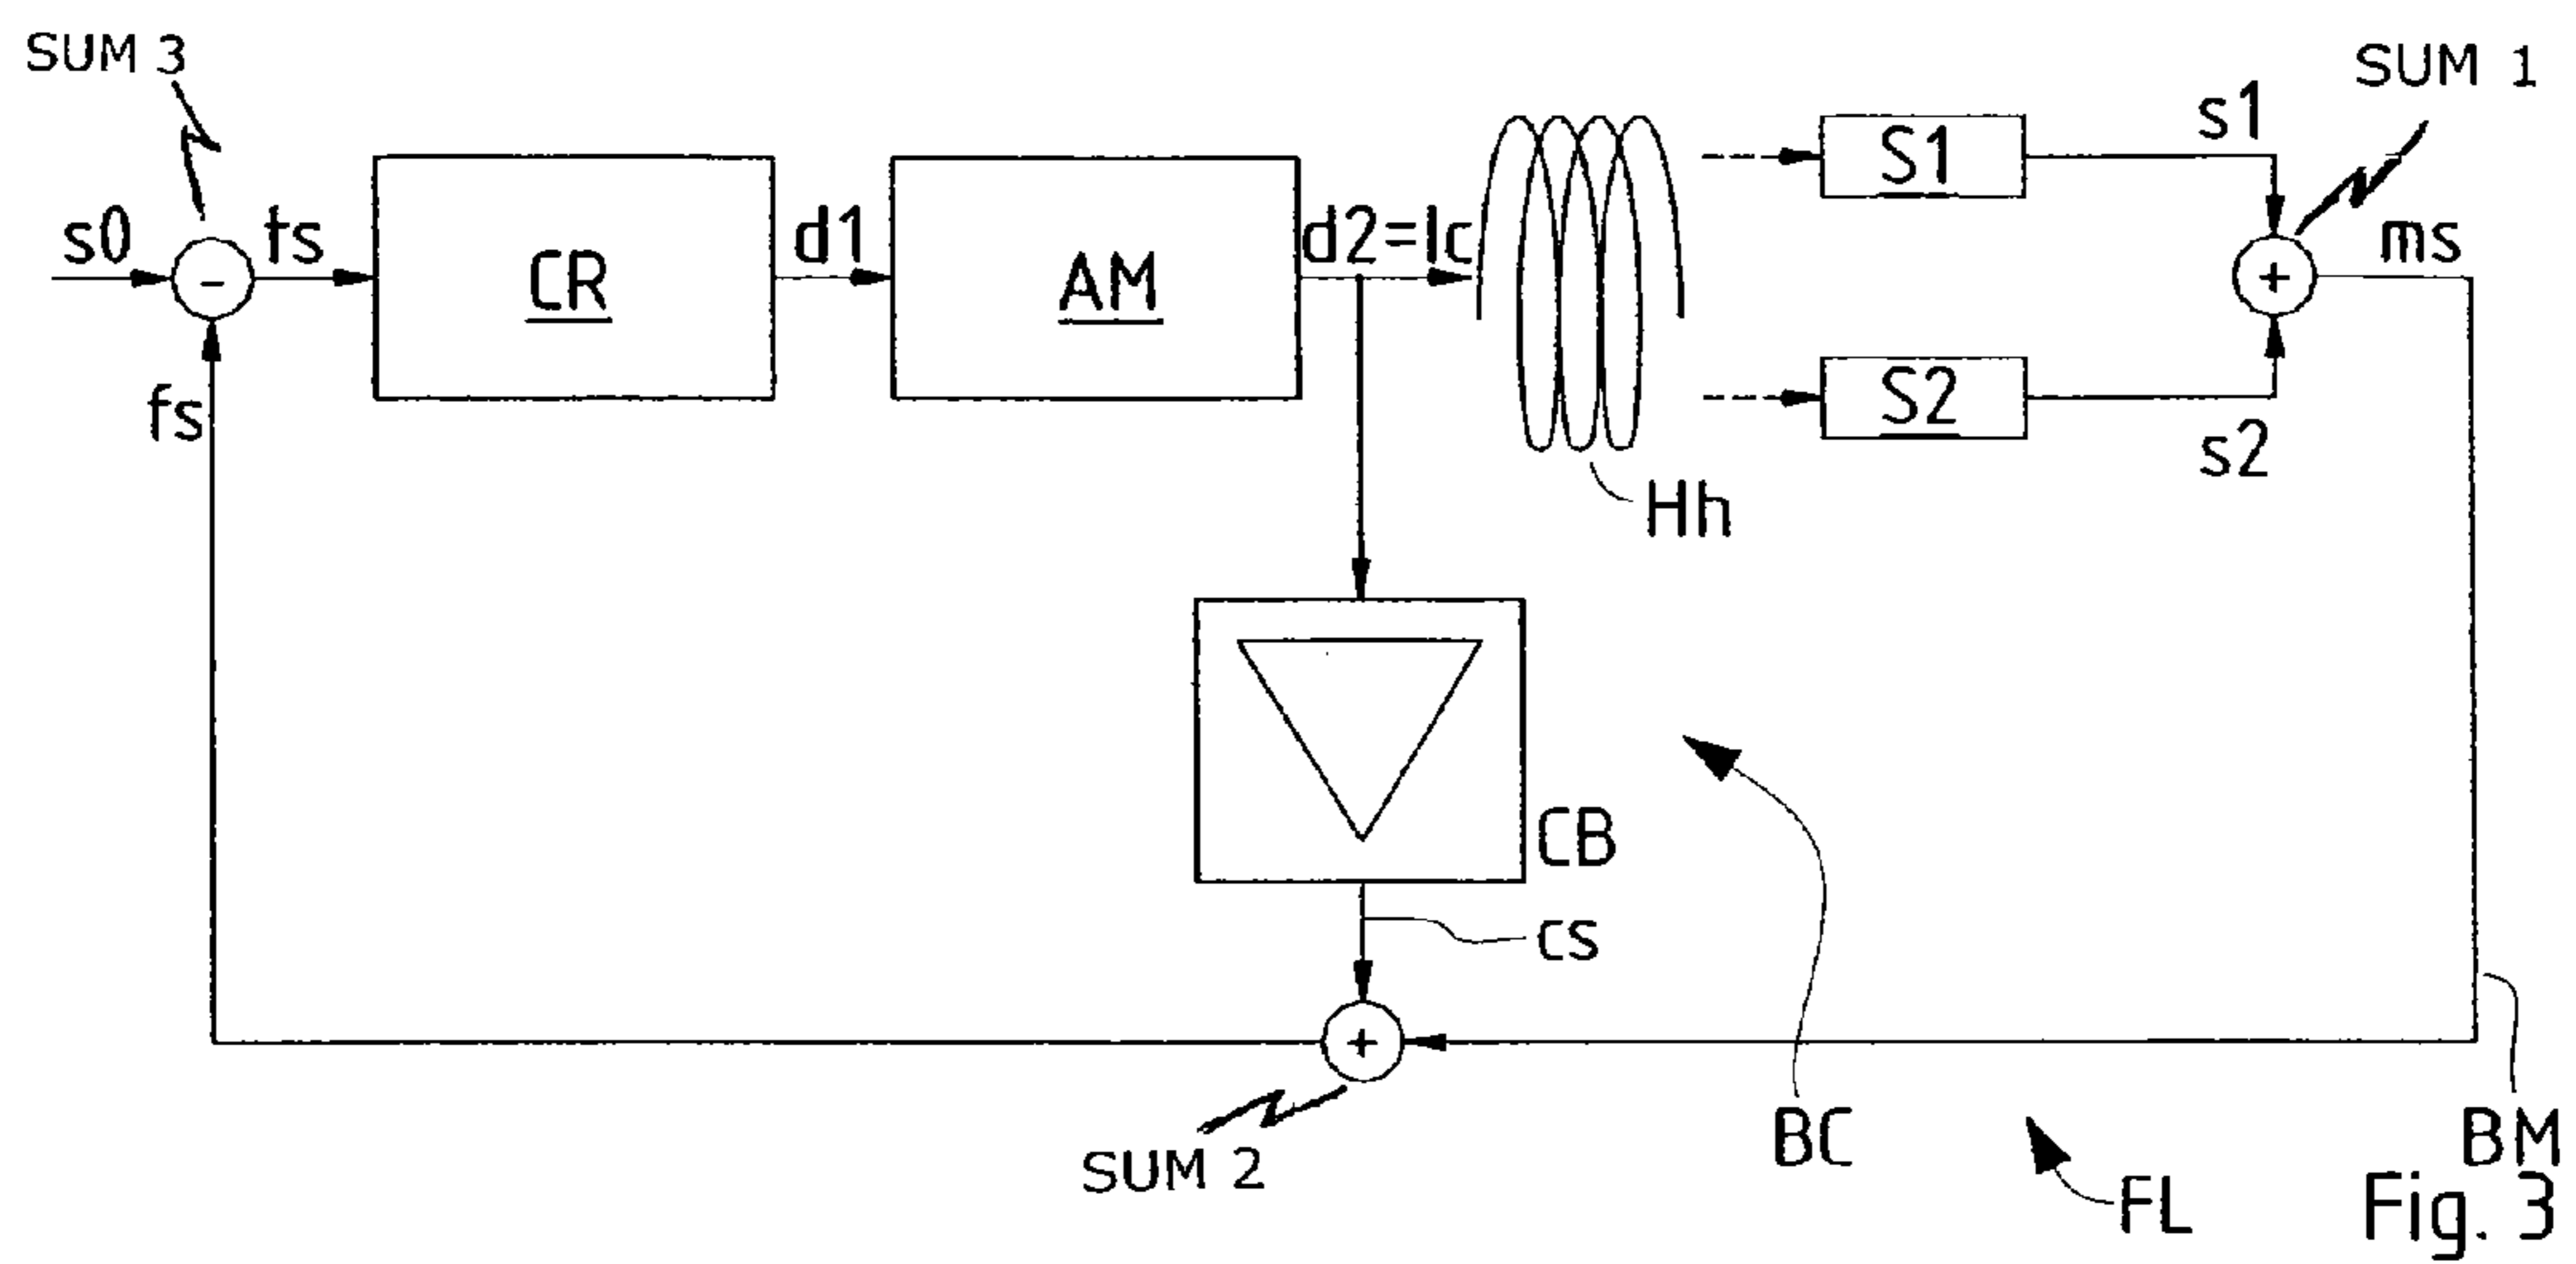 SUM 3
SUM 1
s0
ts
CR
d1
AM
d2=Ic
S1
s1
+
ms
-
fs
S2
s2
Hh
CB
cs
+
SUM 2
BC
FL
BM
Fig. 3